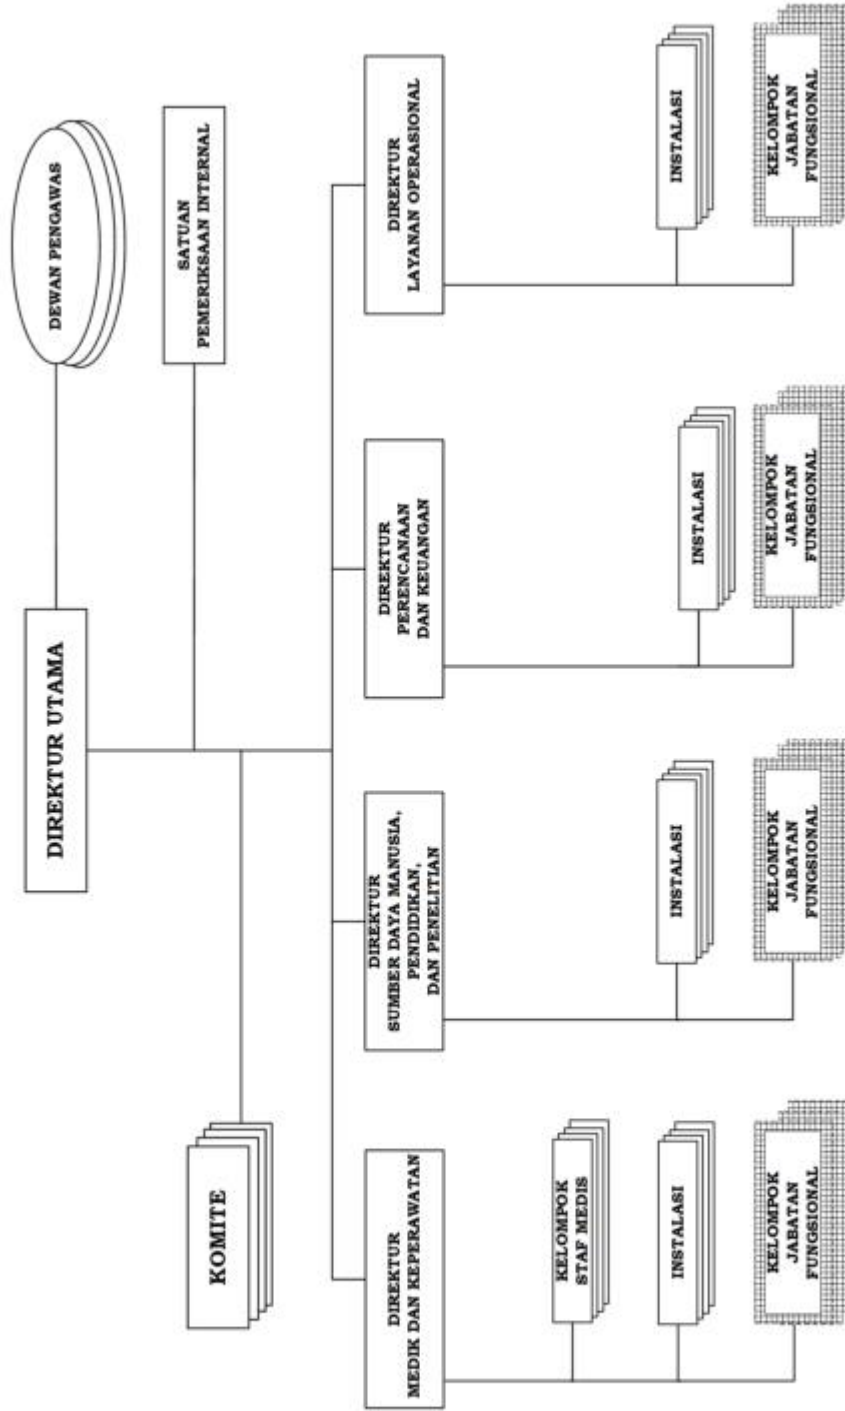 DEWAN PENGAWAS
DIREKTUR UTAMA
SATUAN
PEMERIKSAAN INTERNAL
KOMITE
DIREKTUR
MEDIK DAN KEPERAWATAN
DIREKTUR
SUMBER DAYA MANUSIA,
PENDIDIKAN,
DAN PENELITIAN
DIREKTUR
PERENCANAAN
DAN KEUANGAN
DIREKTUR
LAYANAN OPERASIONAL
KELOMPOK
STAF MEDIS
INSTALASI
INSTALASI
INSTALASI
INSTALASI
KELOMPOK
JABATAN
FUNGSIONAL
KELOMPOK
JABATAN
FUNGSIONAL
KELOMPOK
JABATAN
FUNGSIONAL
KELOMPOK
JABATAN
FUNGSIONAL